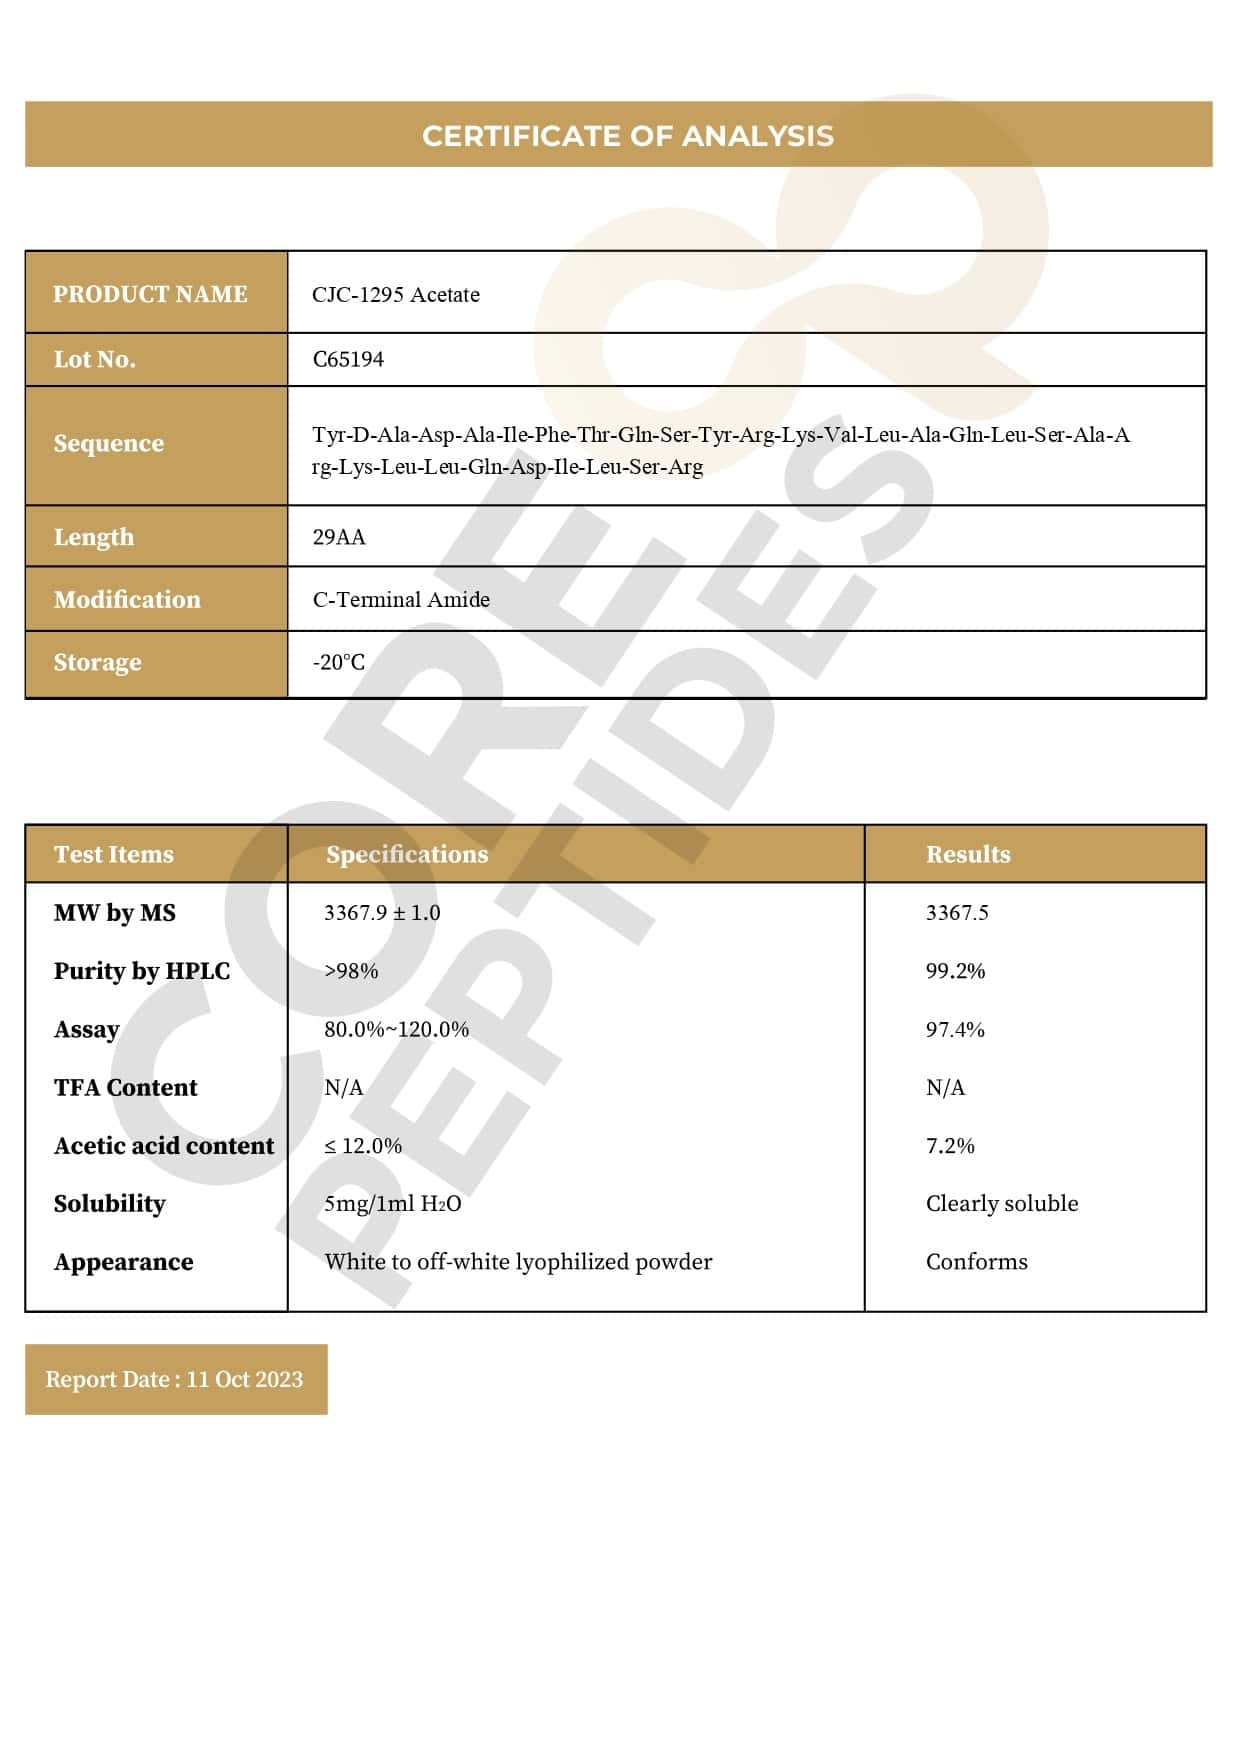 CERTIFICATE OF ANALYSIS
PRODUCT NAME CJC-1295 Acetate
Lot No. C65194
Sequence Tyr-D-Ala-Asp-Ala-Ile-Phe-Thr-Gln-Ser-Tyr-Arg-Lys-Val-Leu-Ala-Gln-Leu-Ser-Ala-A
rg-Lys-Leu-Leu-Gln-Asp-Ile-Leu-Ser-Arg
Length 29AA
Modification C-Terminal Amide
Storage -20°C
Test Items Specifications Results
MW by MS 3367.9 ± 1.0 3367.5
Purity by HPLC >98% 99.2%
Assay 80.0%~120.0% 97.4%
TFA Content N/A N/A
Acetic acid content ≤ 12.0% 7.2%
Solubility 5mg/1ml H₂O Clearly soluble
Appearance White to off-white lyophilized powder Conforms
Report Date : 11 Oct 2023
CORE
PEPTIDES